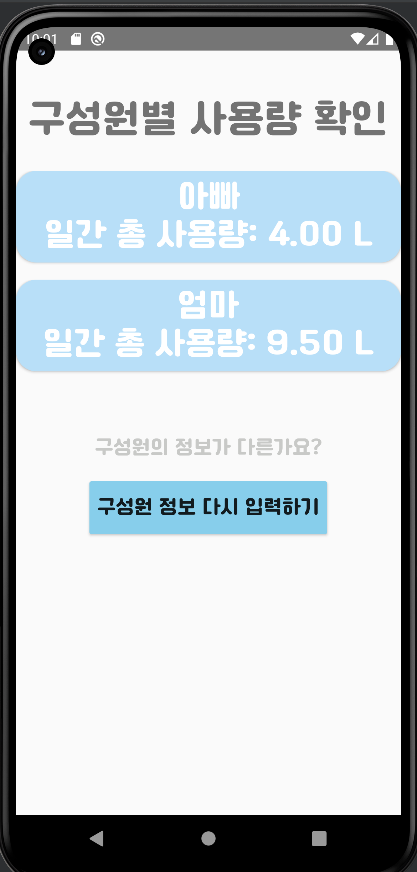 10:01
구성원별 사용량 확인
아빠
일간 총 사용량: 4.00 L
엄마
일간 총 사용량: 9.50 L
구성원의 정보가 다른가요?
구성원 정보 다시 입력하기